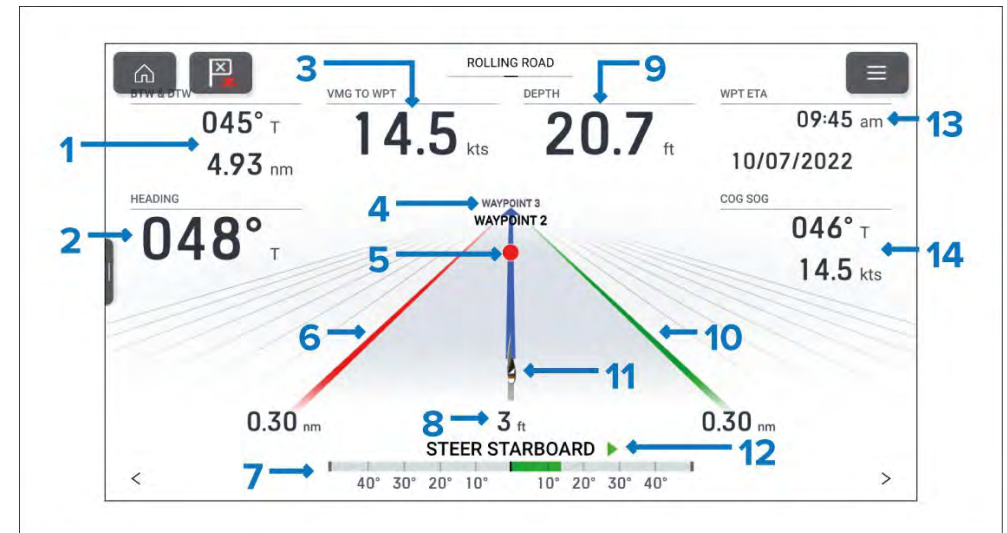 ROLLING ROAD
3
9
BTW & DTW
VMG TO WPT
DEPTH
WPT ETA
045° T
14.5 kts
20.7 ft
09:45 am
13
1
4.93 nm
10/07/2022
HEADING
4
WAYPOINT 3
COG SOG
WAYPOINT 2
2
048° T
5
046° T
14
14.5 kts
6
10
11
0.30 nm
8
3 ft
0.30 nm
STEER STARBOARD
12
7
<
40° 30° 20° 10° 10° 20° 30° 40°
>